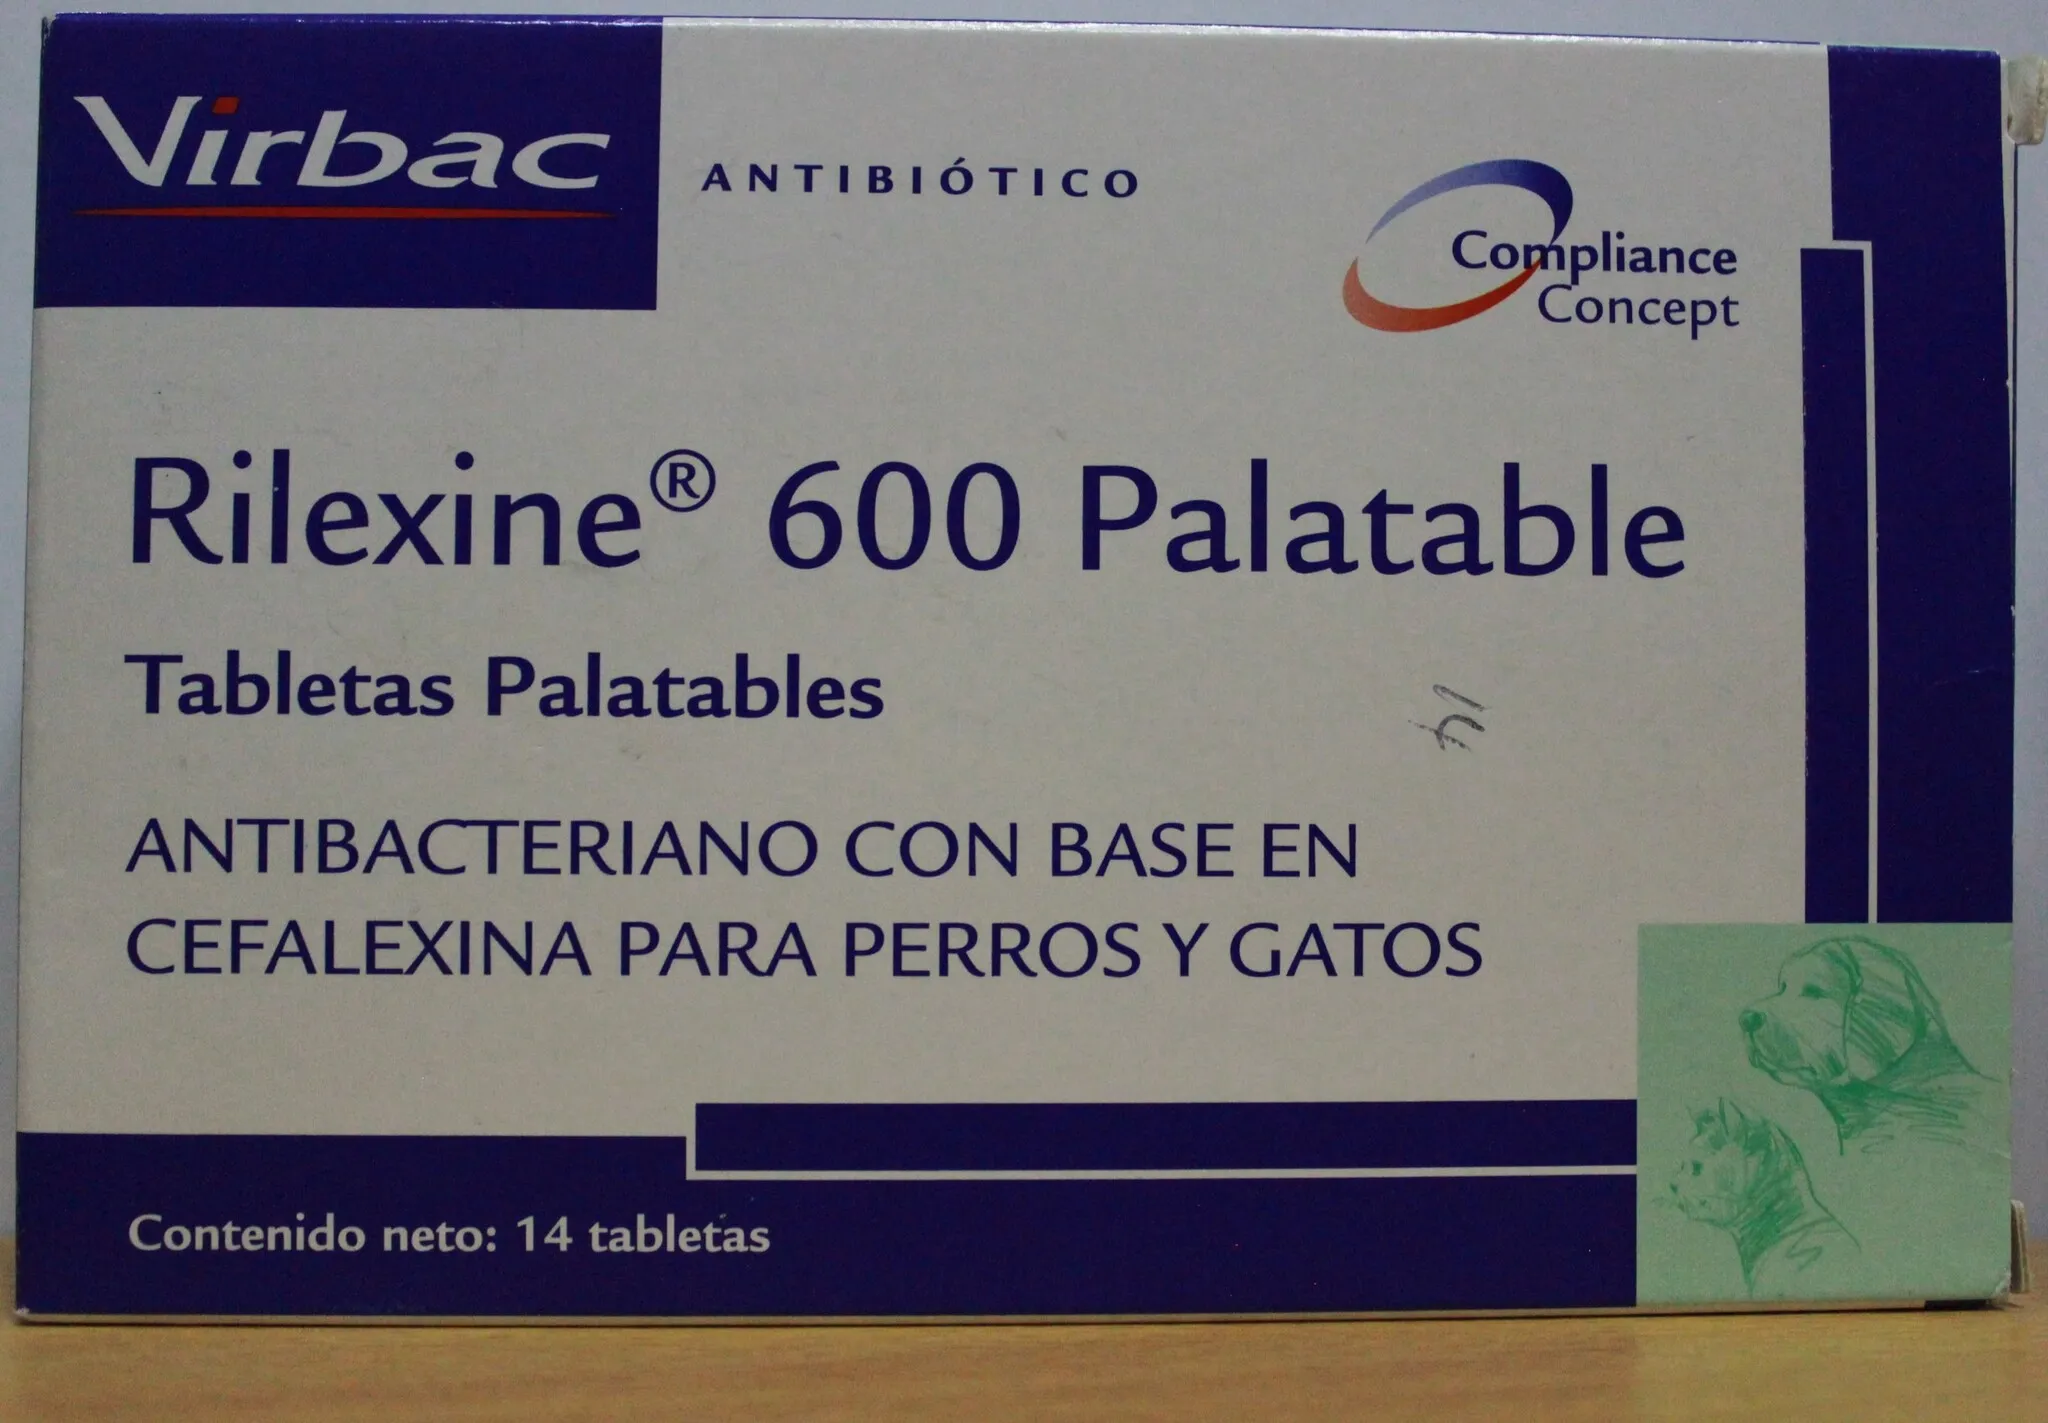 Virbac
ANTIBIÓTICO
Compliance
Concept
Rilexine® 600 Palatable
Tabletas Palatables
14
ANTIBACTERIANO CON BASE EN
CEFALEXINA PARA PERROS Y GATOS
Contenido neto: 14 tabletas